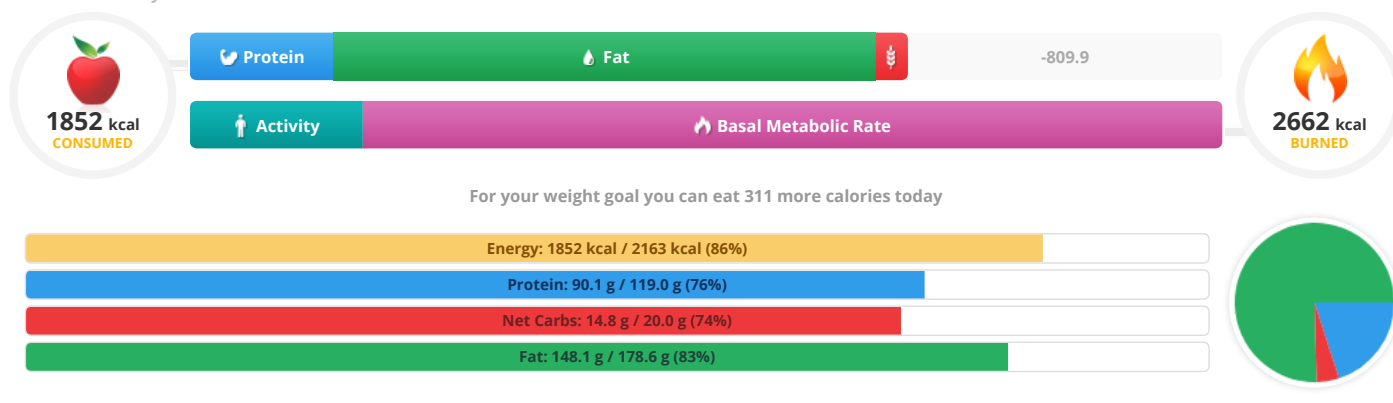 Protein
Fat
-809.9
1852 kcal
CONSUMED
Activity
Basal Metabolic Rate
2662 kcal
BURNED
For your weight goal you can eat 311 more calories today
Energy: 1852 kcal / 2163 kcal (86%)
Protein: 90.1 g / 119.0 g (76%)
Net Carbs: 14.8 g / 20.0 g (74%)
Fat: 148.1 g / 178.6 g (83%)